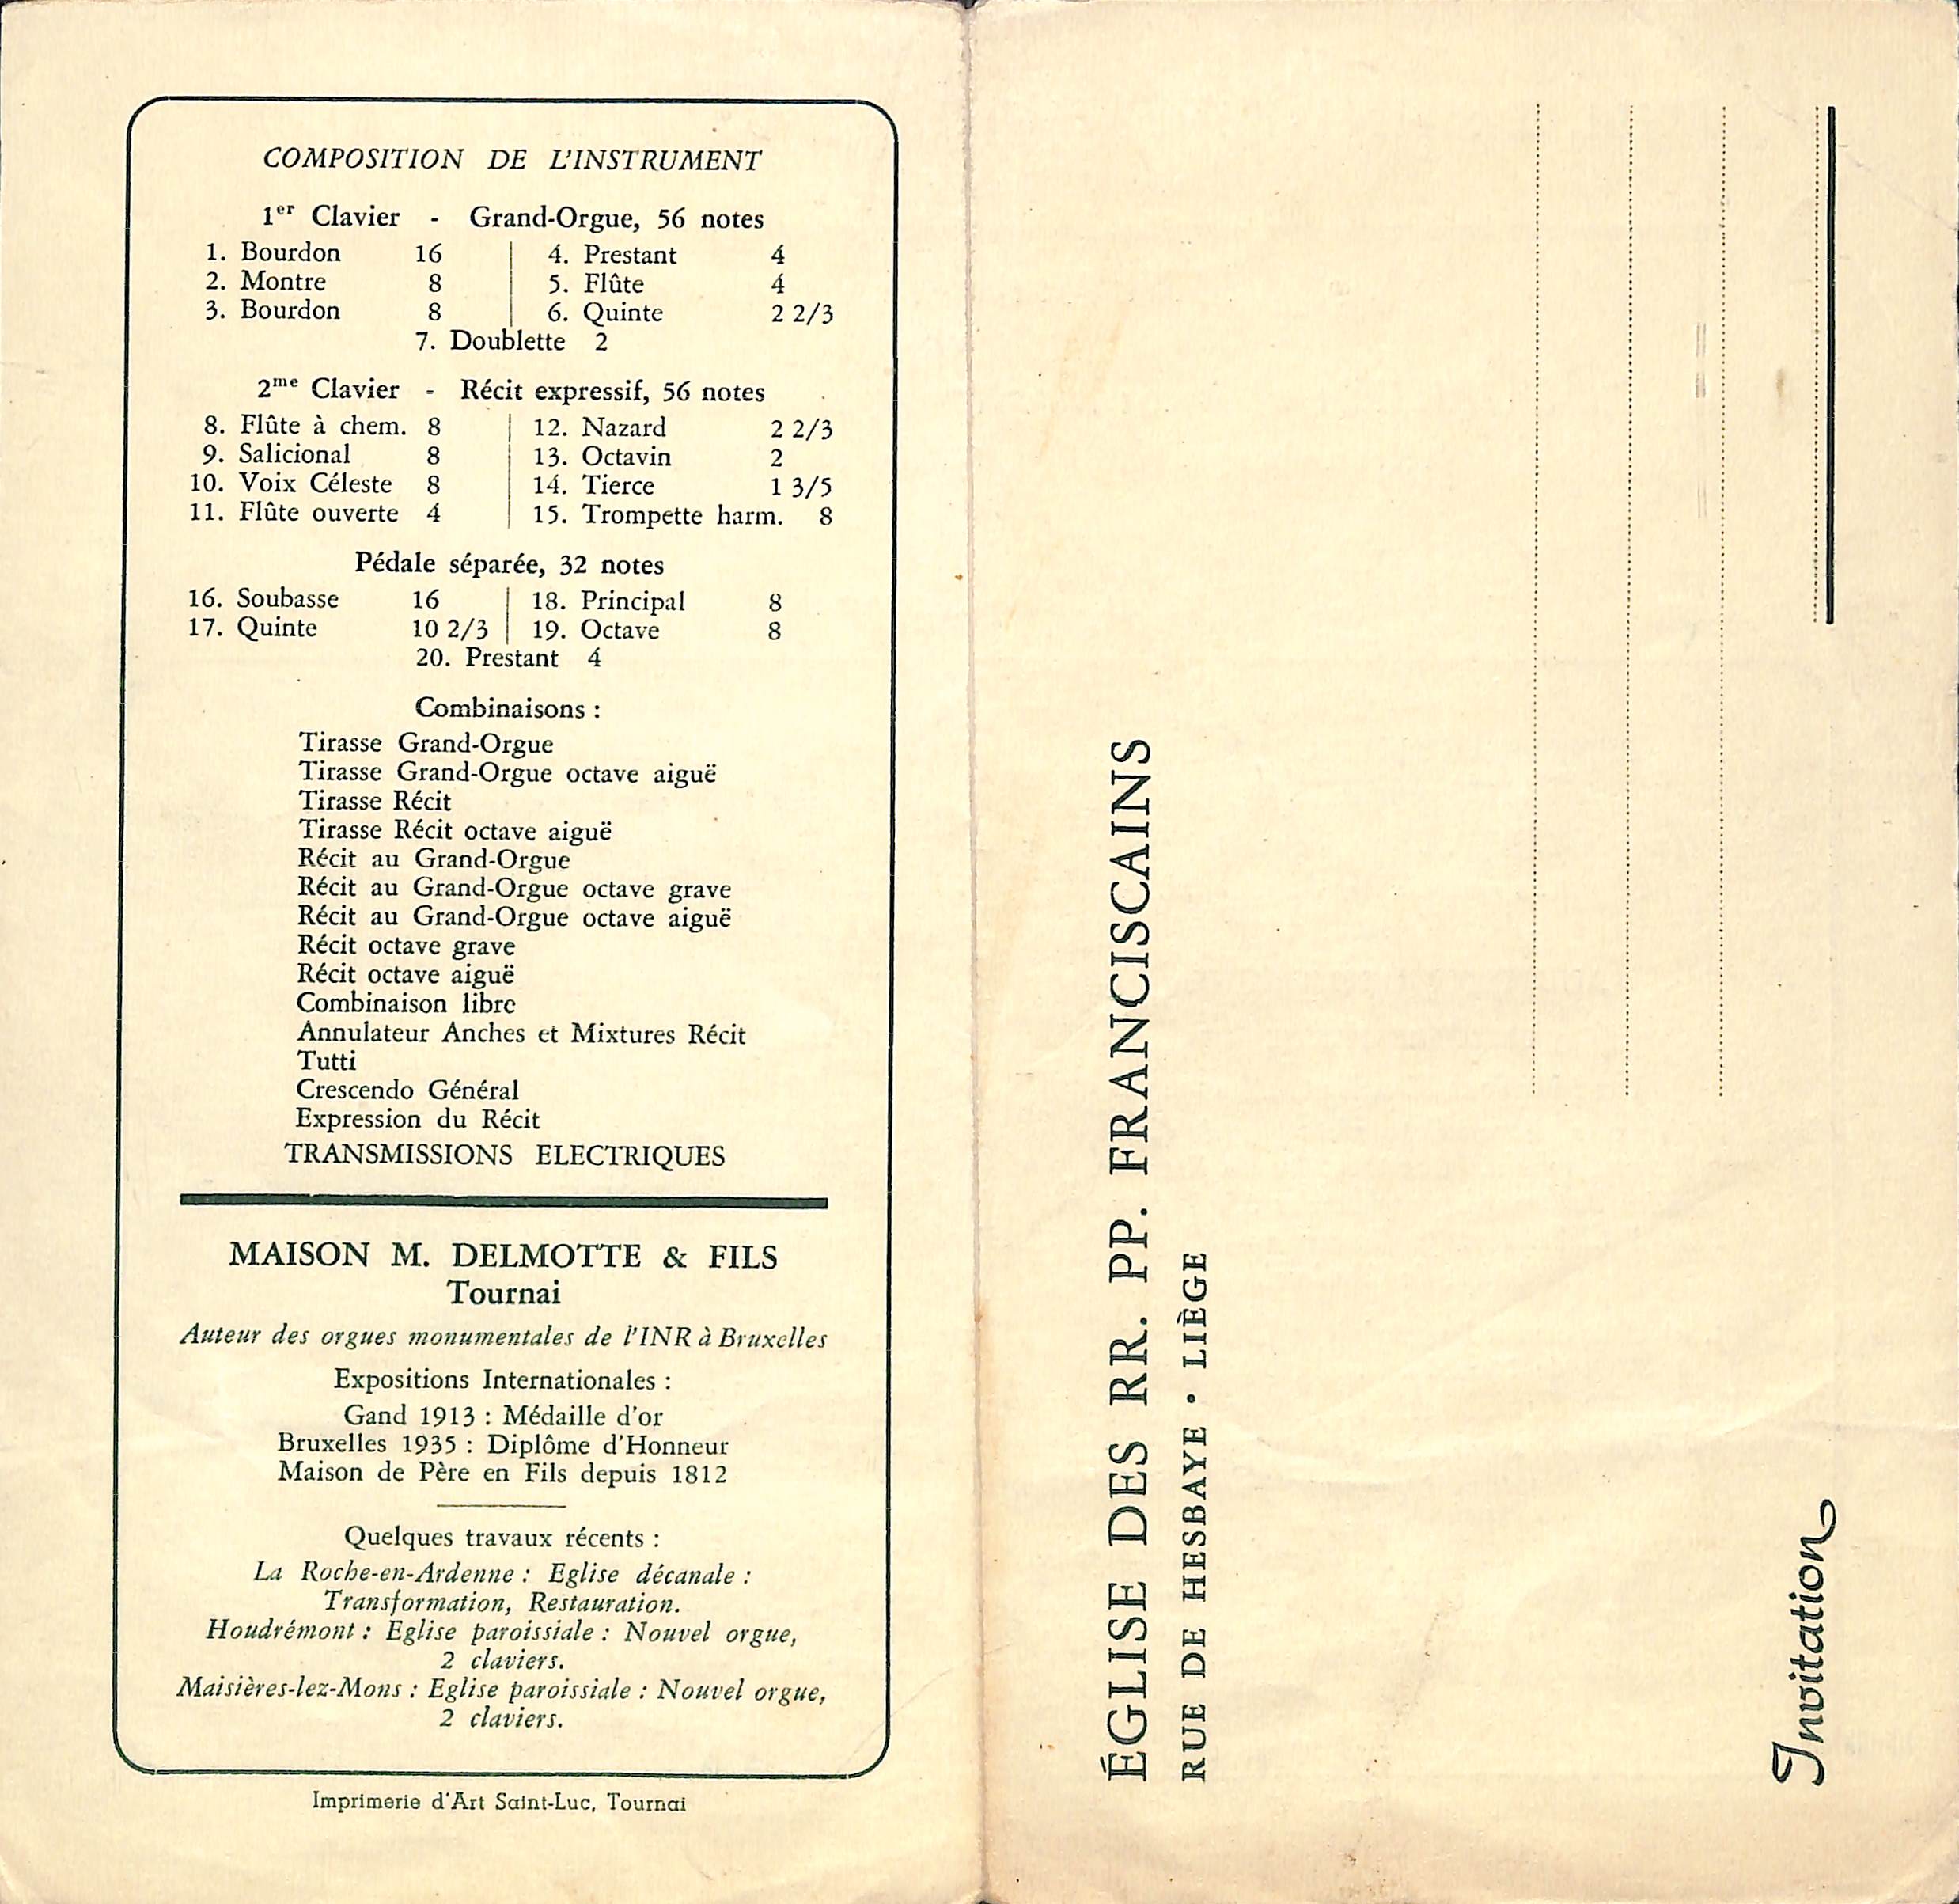 COMPOSITION DE L'INSTRUMENT
1er Clavier - Grand-Orgue, 56 notes
1. Bourdon 16 4. Prestant 4
2. Montre 8 5. Flûte 4
3. Bourdon 8 6. Quinte 2 2/3
7. Doublette 2
2me Clavier - Récit expressif, 56 notes
8. Flûte à chem. 8 12. Nazard 2 2/3
9. Salicional 8 13. Octavin 2
10. Voix Céleste 8 14. Tierce 1 3/5
11. Flûte ouverte 4 15. Trompette harm. 8
Pédale séparée, 32 notes
16. Soubasse 16 18. Principal 8
17. Quinte 10 2/3 19. Octave 8
20. Prestant 4
Combinaisons :
Tirasse Grand-Orgue
Tirasse Grand-Orgue octave aiguë
Tirasse Récit
Tirasse Récit octave aiguë
Récit au Grand-Orgue
Récit au Grand-Orgue octave grave
Récit au Grand-Orgue octave aiguë
Récit octave grave
Récit octave aiguë
Combinaison libre
Annulateur Anches et Mixtures Récit
Tutti
Crescendo Général
Expression du Récit
TRANSMISSIONS ELECTRIQUES
MAISON M. DELMOTTE & FILS
Tournai
Auteur des orgues monumentales de l'INR à Bruxelles
Expositions Internationales :
Gand 1913 : Médaille d'or
Bruxelles 1935 : Diplôme d'Honneur
Maison de Père en Fils depuis 1812
Quelques travaux récents :
La Roche-en-Ardenne : Eglise décanale :
Transformation, Restauration.
Houdrémont : Eglise paroissiale : Nouvel orgue,
2 claviers.
Maisières-lez-Mons : Eglise paroissiale : Nouvel orgue,
2 claviers.
Imprimerie d'Art Saint-Luc, Tournai
ÉGLISE DES RR. PP. FRANCISCAINS
RUE DE HESBAYE • LIÈGE
Invitation